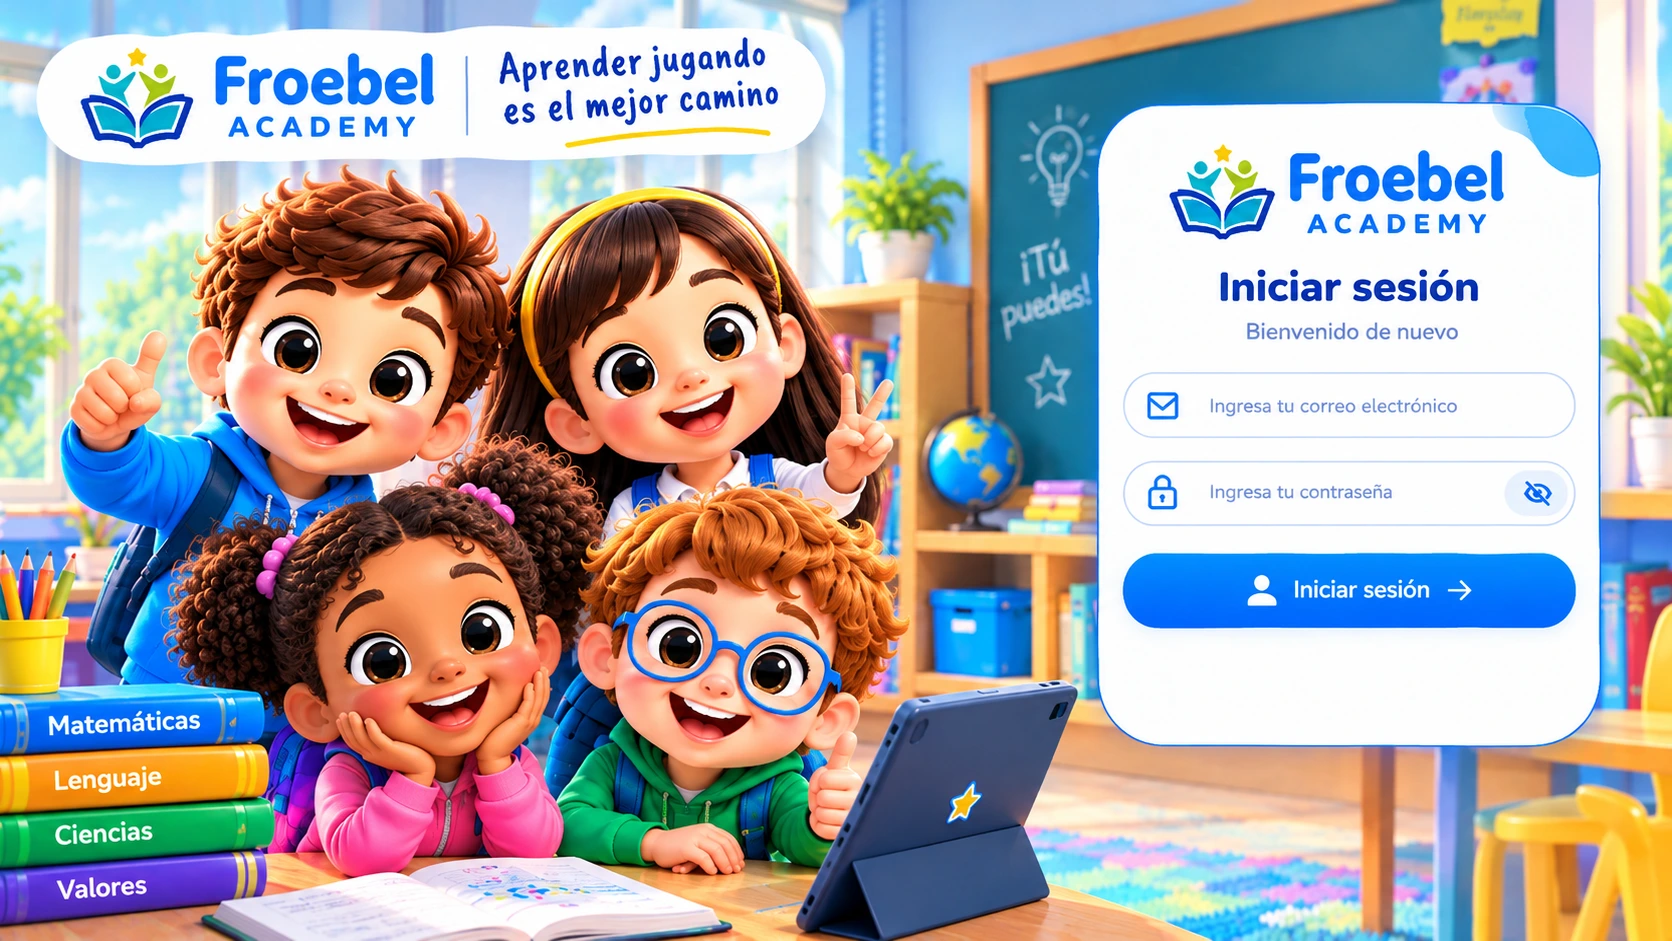 Froebel
ACADEMY
Aprender jugando
es el mejor camino
¡Tú
puedes!
Froebel
ACADEMY
Iniciar sesión
Bienvenido de nuevo
Ingresa tu correo electrónico
Ingresa tu contraseña
Iniciar sesión
Matemáticas
Lenguaje
Ciencias
Valores